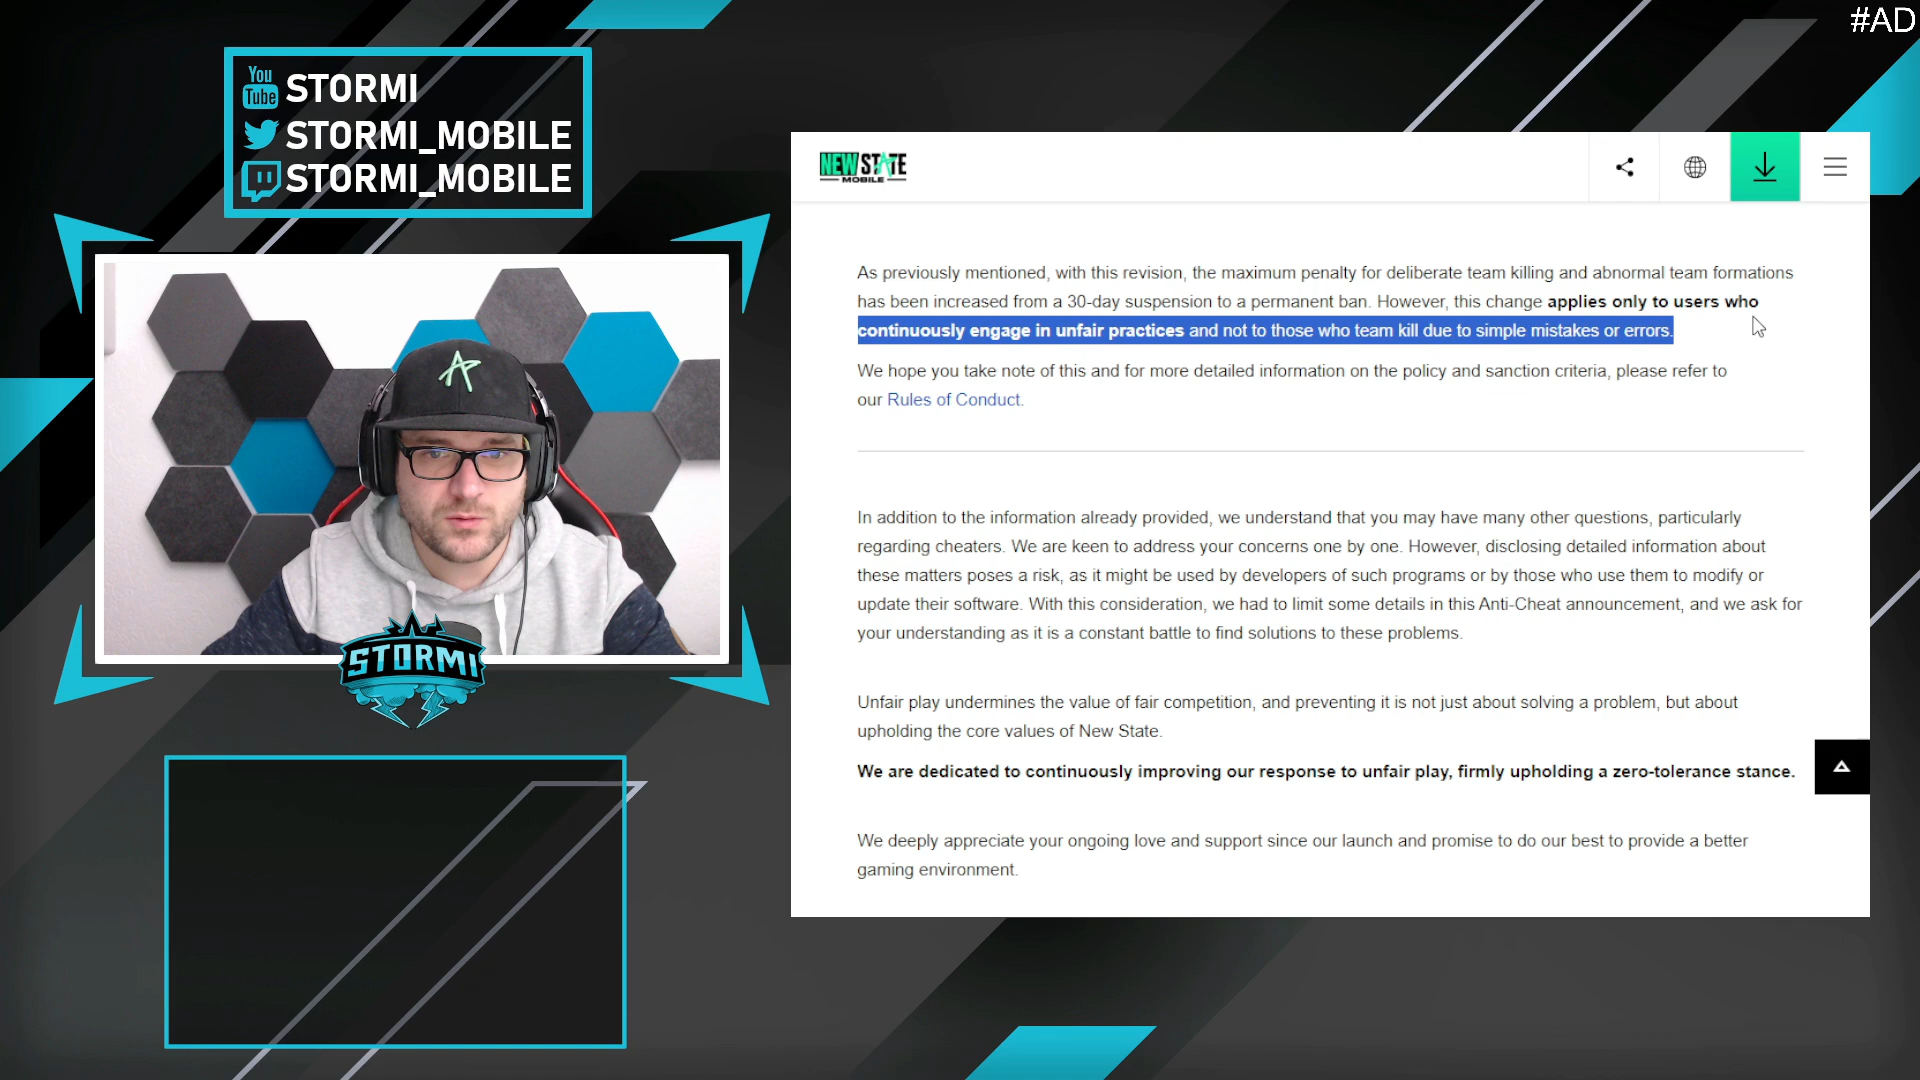 #AD
You
Tube
STORMI
STORMI_MOBILE
STORMI_MOBILE
STORMI
NEW STATE
MOBILE
As previously mentioned, with this revision, the maximum penalty for deliberate team killing and abnormal team formations
has been increased from a 30-day suspension to a permanent ban. However, this change applies only to users who
continuously engage in unfair practices and not to those who team kill due to simple mistakes or errors.
We hope you take note of this and for more detailed information on the policy and sanction criteria, please refer to
our Rules of Conduct.
In addition to the information already provided, we understand that you may have many other questions, particularly
regarding cheaters. We are keen to address your concerns one by one. However, disclosing detailed information about
these matters poses a risk, as it might be used by developers of such programs or by those who use them to modify or
update their software. With this consideration, we had to limit some details in this Anti-Cheat announcement, and we ask for
your understanding as it is a constant battle to find solutions to these problems.
Unfair play undermines the value of fair competition, and preventing it is not just about solving a problem, but about
upholding the core values of New State.
We are dedicated to continuously improving our response to unfair play, firmly upholding a zero-tolerance stance.
We deeply appreciate your ongoing love and support since our launch and promise to do our best to provide a better
gaming environment.